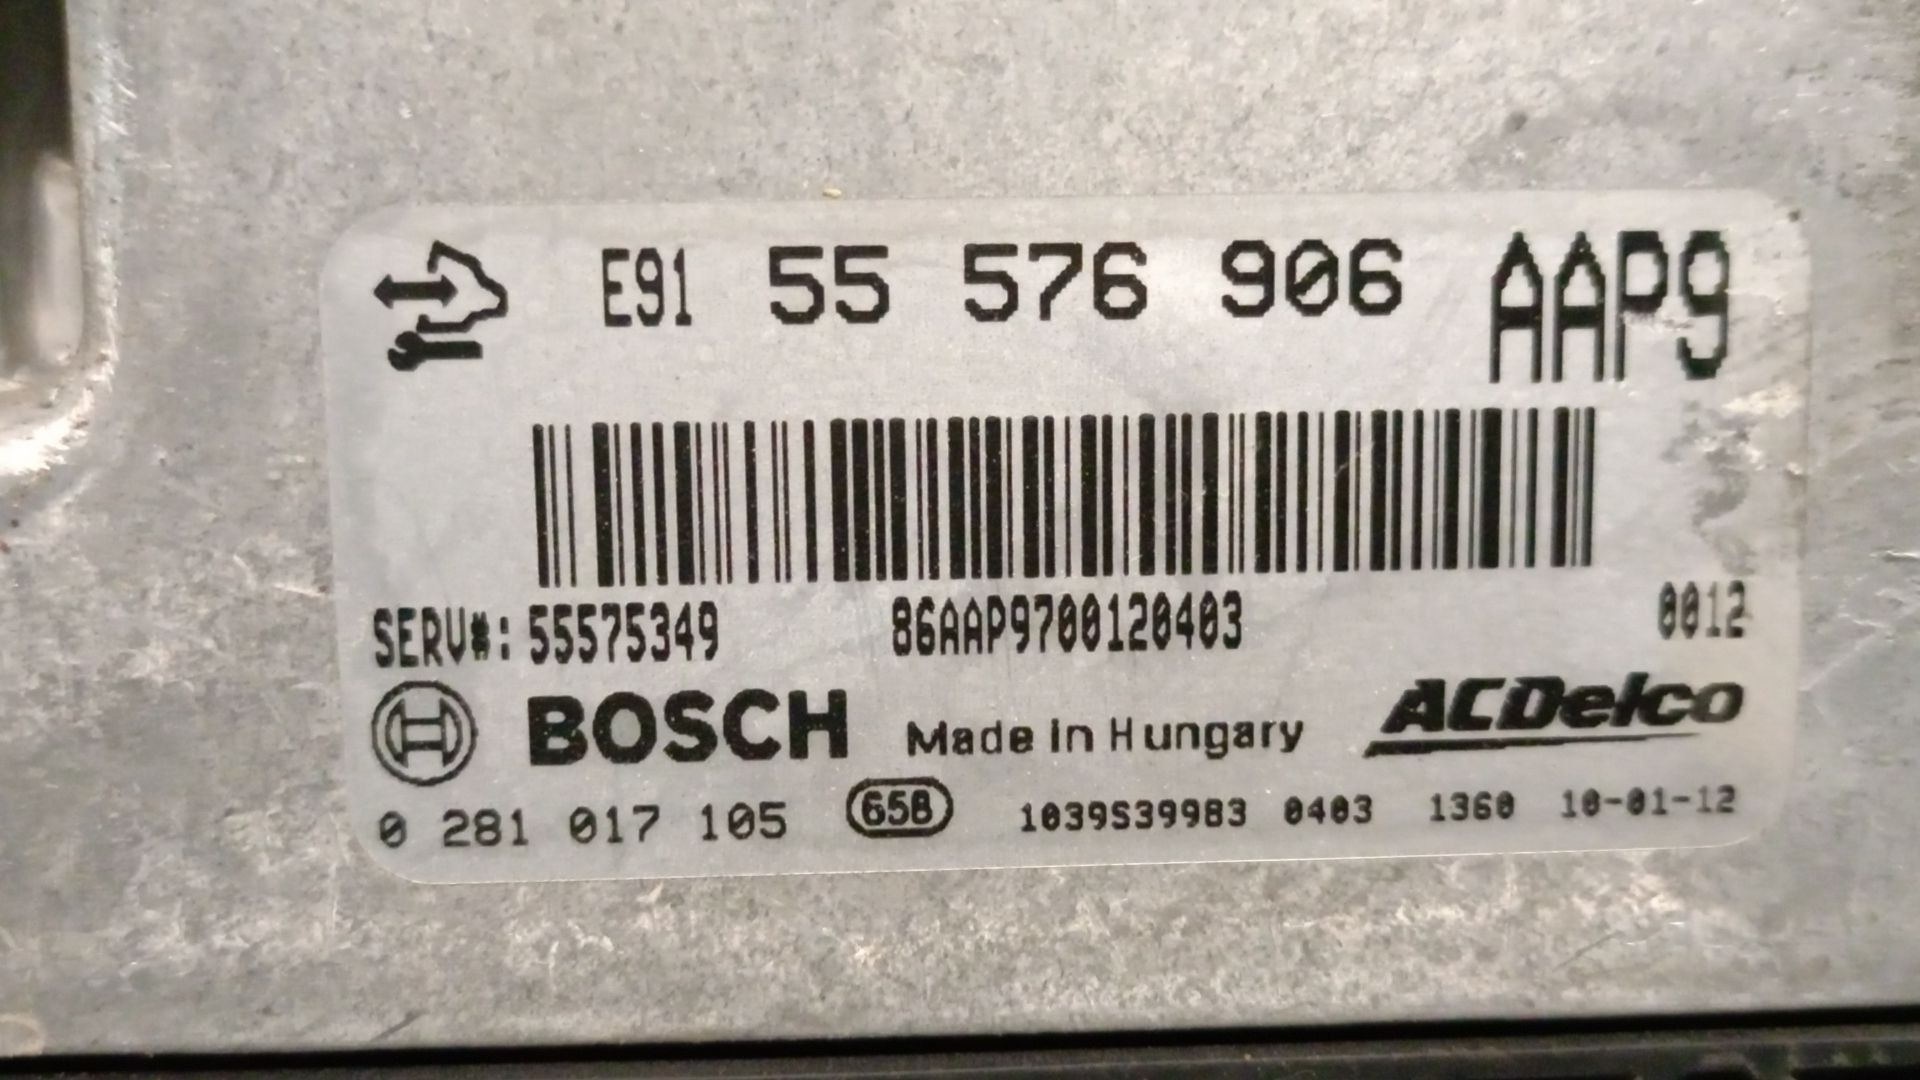 E91 55 576 906 AAP9
SERV#: 55575349 86AAP9700120403 0012
BOSCH Made in Hungary ACDelco
0 281 017 105 65B 1039S39983 0403 1360 10-01-12